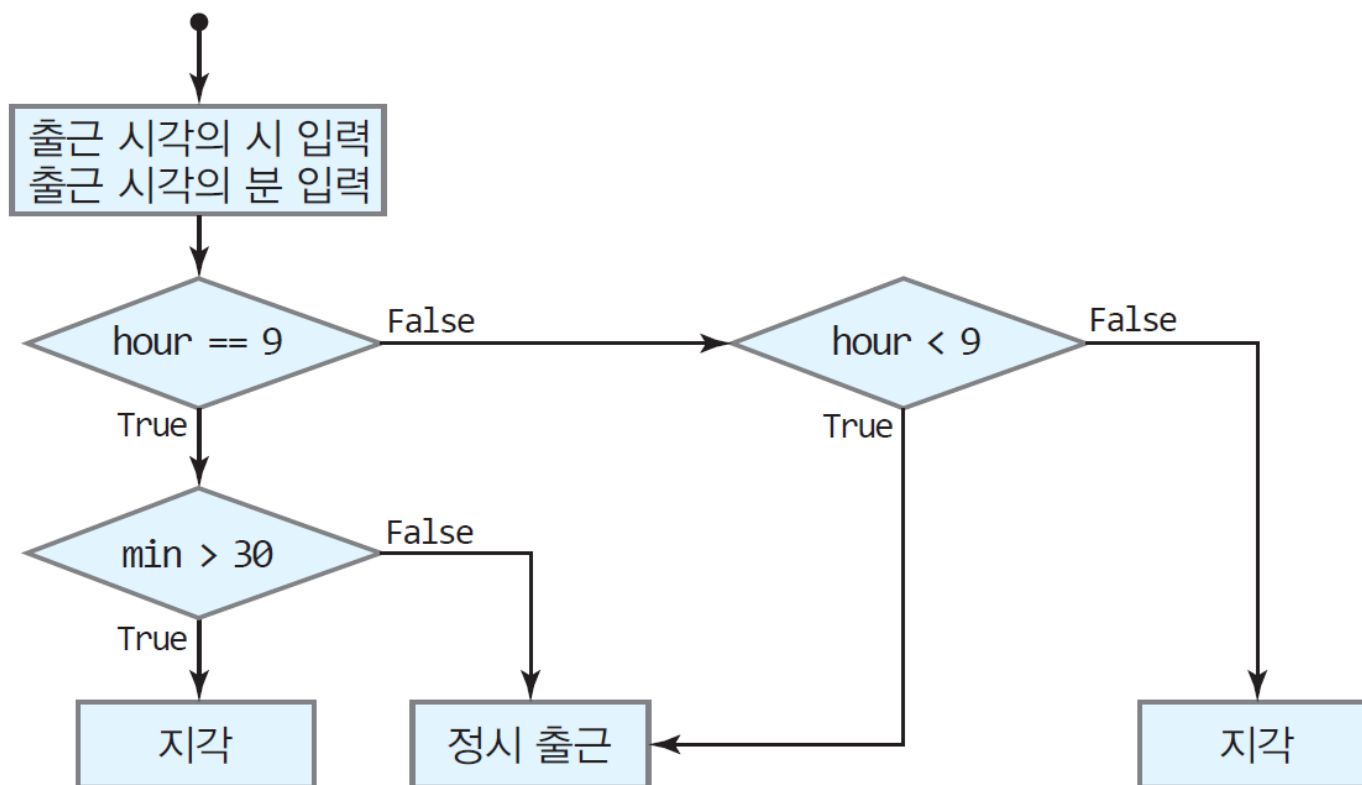 출근 시각의 시 입력
출근 시각의 분 입력
hour == 9
False
hour < 9
False
True
True
min > 30
False
True
지각
정시 출근
지각